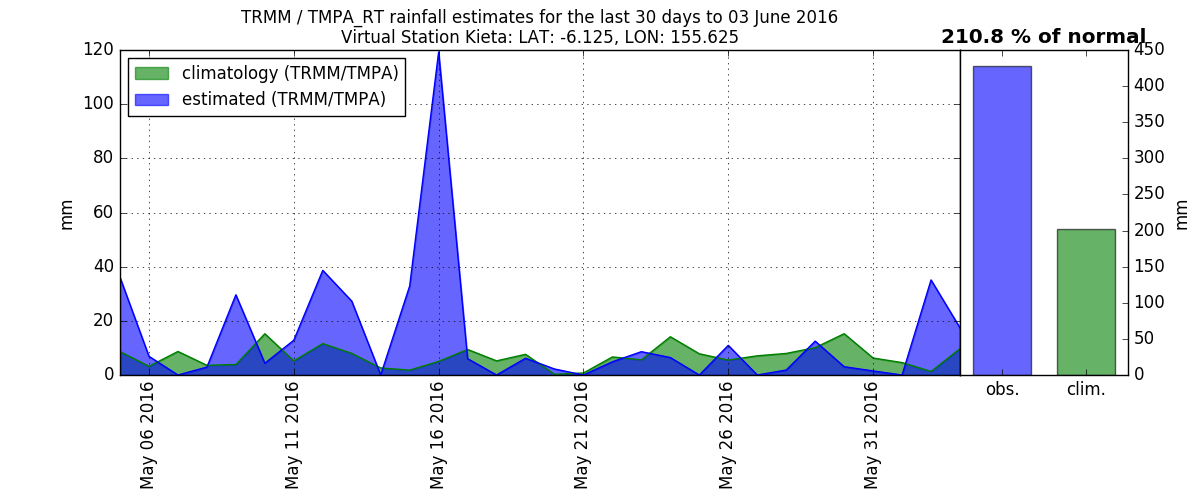 TRMM / TMPA_RT rainfall estimates for the last 30 days to 03 June 2016
Virtual Station Kieta: LAT: -6.125, LON: 155.625
210.8 % of normal
climatology (TRMM/TMPA)
estimated (TRMM/TMPA)
mm
120
100
80
60
40
20
0
May 06 2016
May 11 2016
May 16 2016
May 21 2016
May 26 2016
May 31 2016
obs.
clim.
450
400
350
300
250
200
150
100
50
0
mm